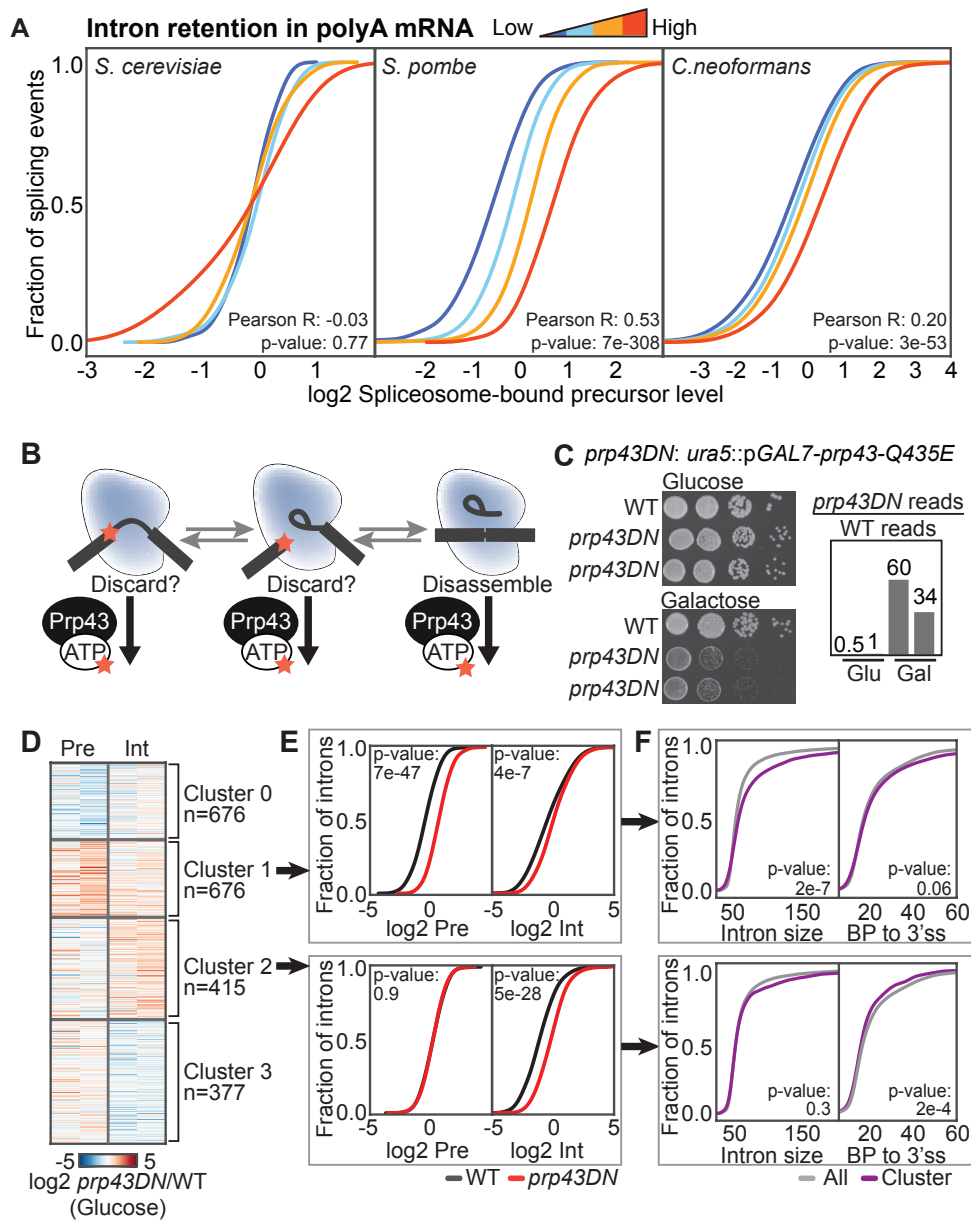 A
Intron retention in polyA mRNA
Low
High
S. cerevisiae
S. pombe
C.neoformans
Fraction of splicing events
1.0
0.5
0.0
Pearson R: -0.03
p-value: 0.77
Pearson R: 0.53
p-value: 7e-308
Pearson R: 0.20
p-value: 3e-53
-3 -2 -1 0 1 2
-2 -1 0 1 2
-3 -2 -1 0 1 2 3 4
log2 Spliceosome-bound precursor level
B
Discard?
Discard?
Disassemble
Prp43
ATP
Prp43
ATP
Prp43
ATP
C
prp43DN: ura5::pGAL7-prp43-Q435E
Glucose
WT
prp43DN
prp43DN
Galactose
WT
prp43DN
prp43DN
prp43DN reads
WT reads
0.5
1
60
34
Glu
Gal
D
Pre
Int
Cluster 0
n=676
Cluster 1
n=676
Cluster 2
n=415
Cluster 3
n=377
-5
5
log2 prp43DN/WT
(Glucose)
E
Fraction of introns
1.0
0.5
0.0
p-value:
7e-47
p-value:
4e-7
-5 0 -5 0 5
log2 Pre
log2 Int
Fraction of introns
1.0
0.5
0.0
p-value:
0.9
p-value:
5e-28
-5 0 -5 0 5
log2 Pre
log2 Int
WT
prp43DN
F
Fraction of introns
1.0
0.5
0.0
p-value:
2e-7
p-value:
0.06
50 150
20 40 60
Intron size
BP to 3'ss
Fraction of introns
1.0
0.5
0.0
p-value:
0.3
p-value:
2e-4
50 150
20 40 60
Intron size
BP to 3'ss
All
Cluster